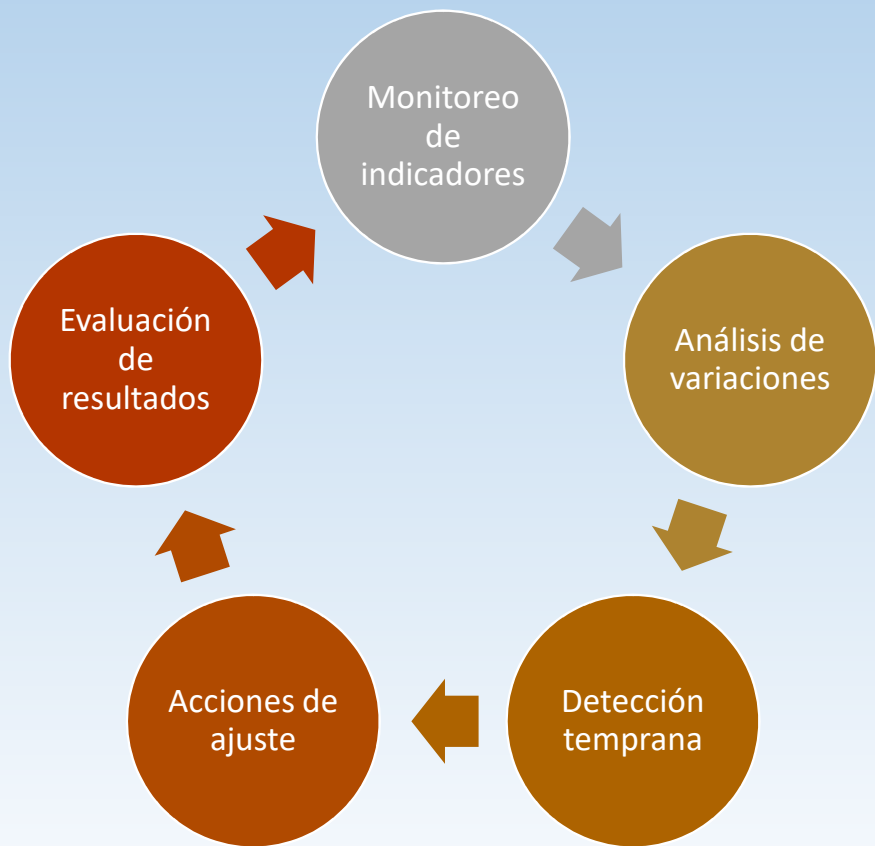 Monitoreo
de
indicadores
Análisis de
variaciones
Detección
temprana
Acciones de
ajuste
Evaluación
de
resultados